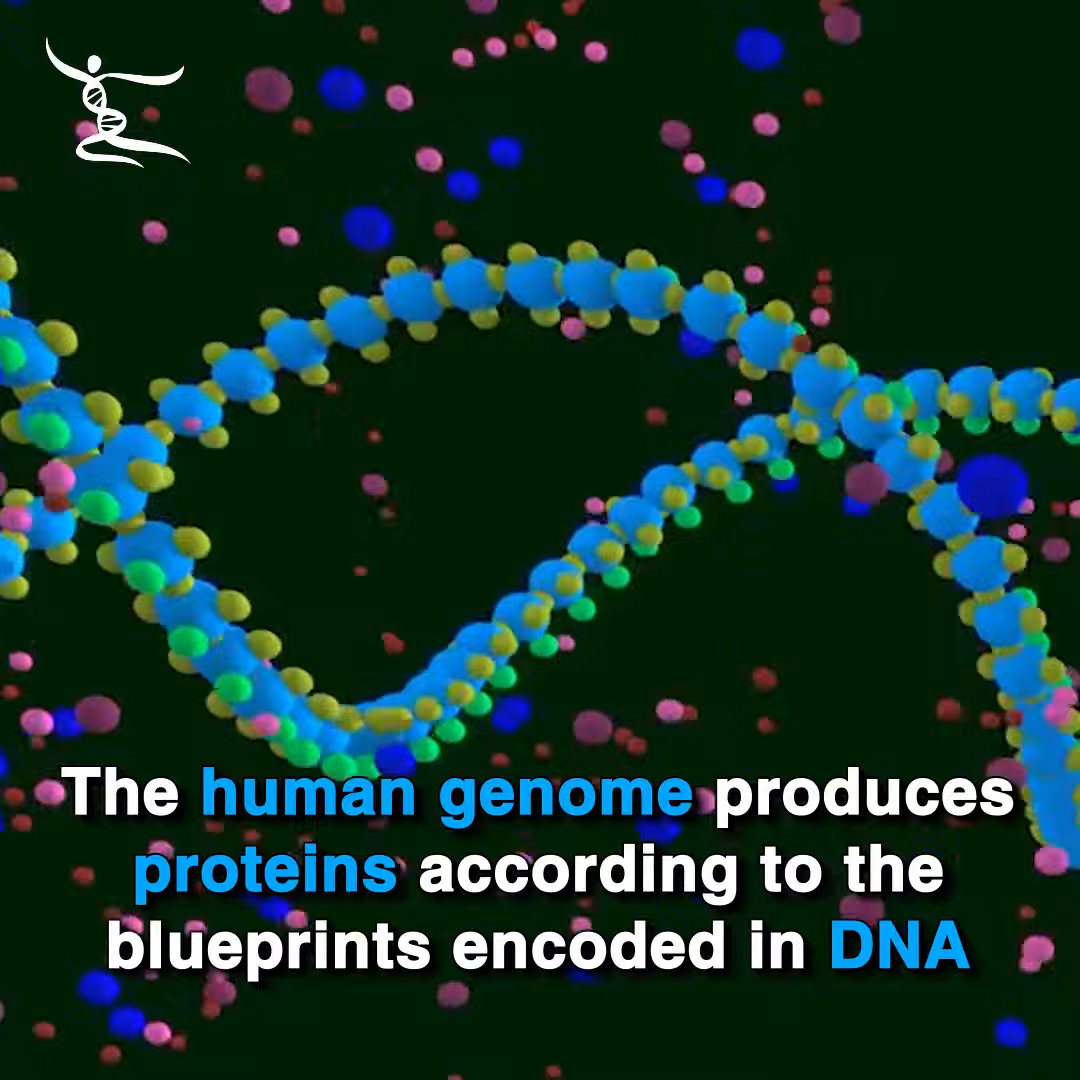 The human genome produces
proteins according to the
blueprints encoded in DNA